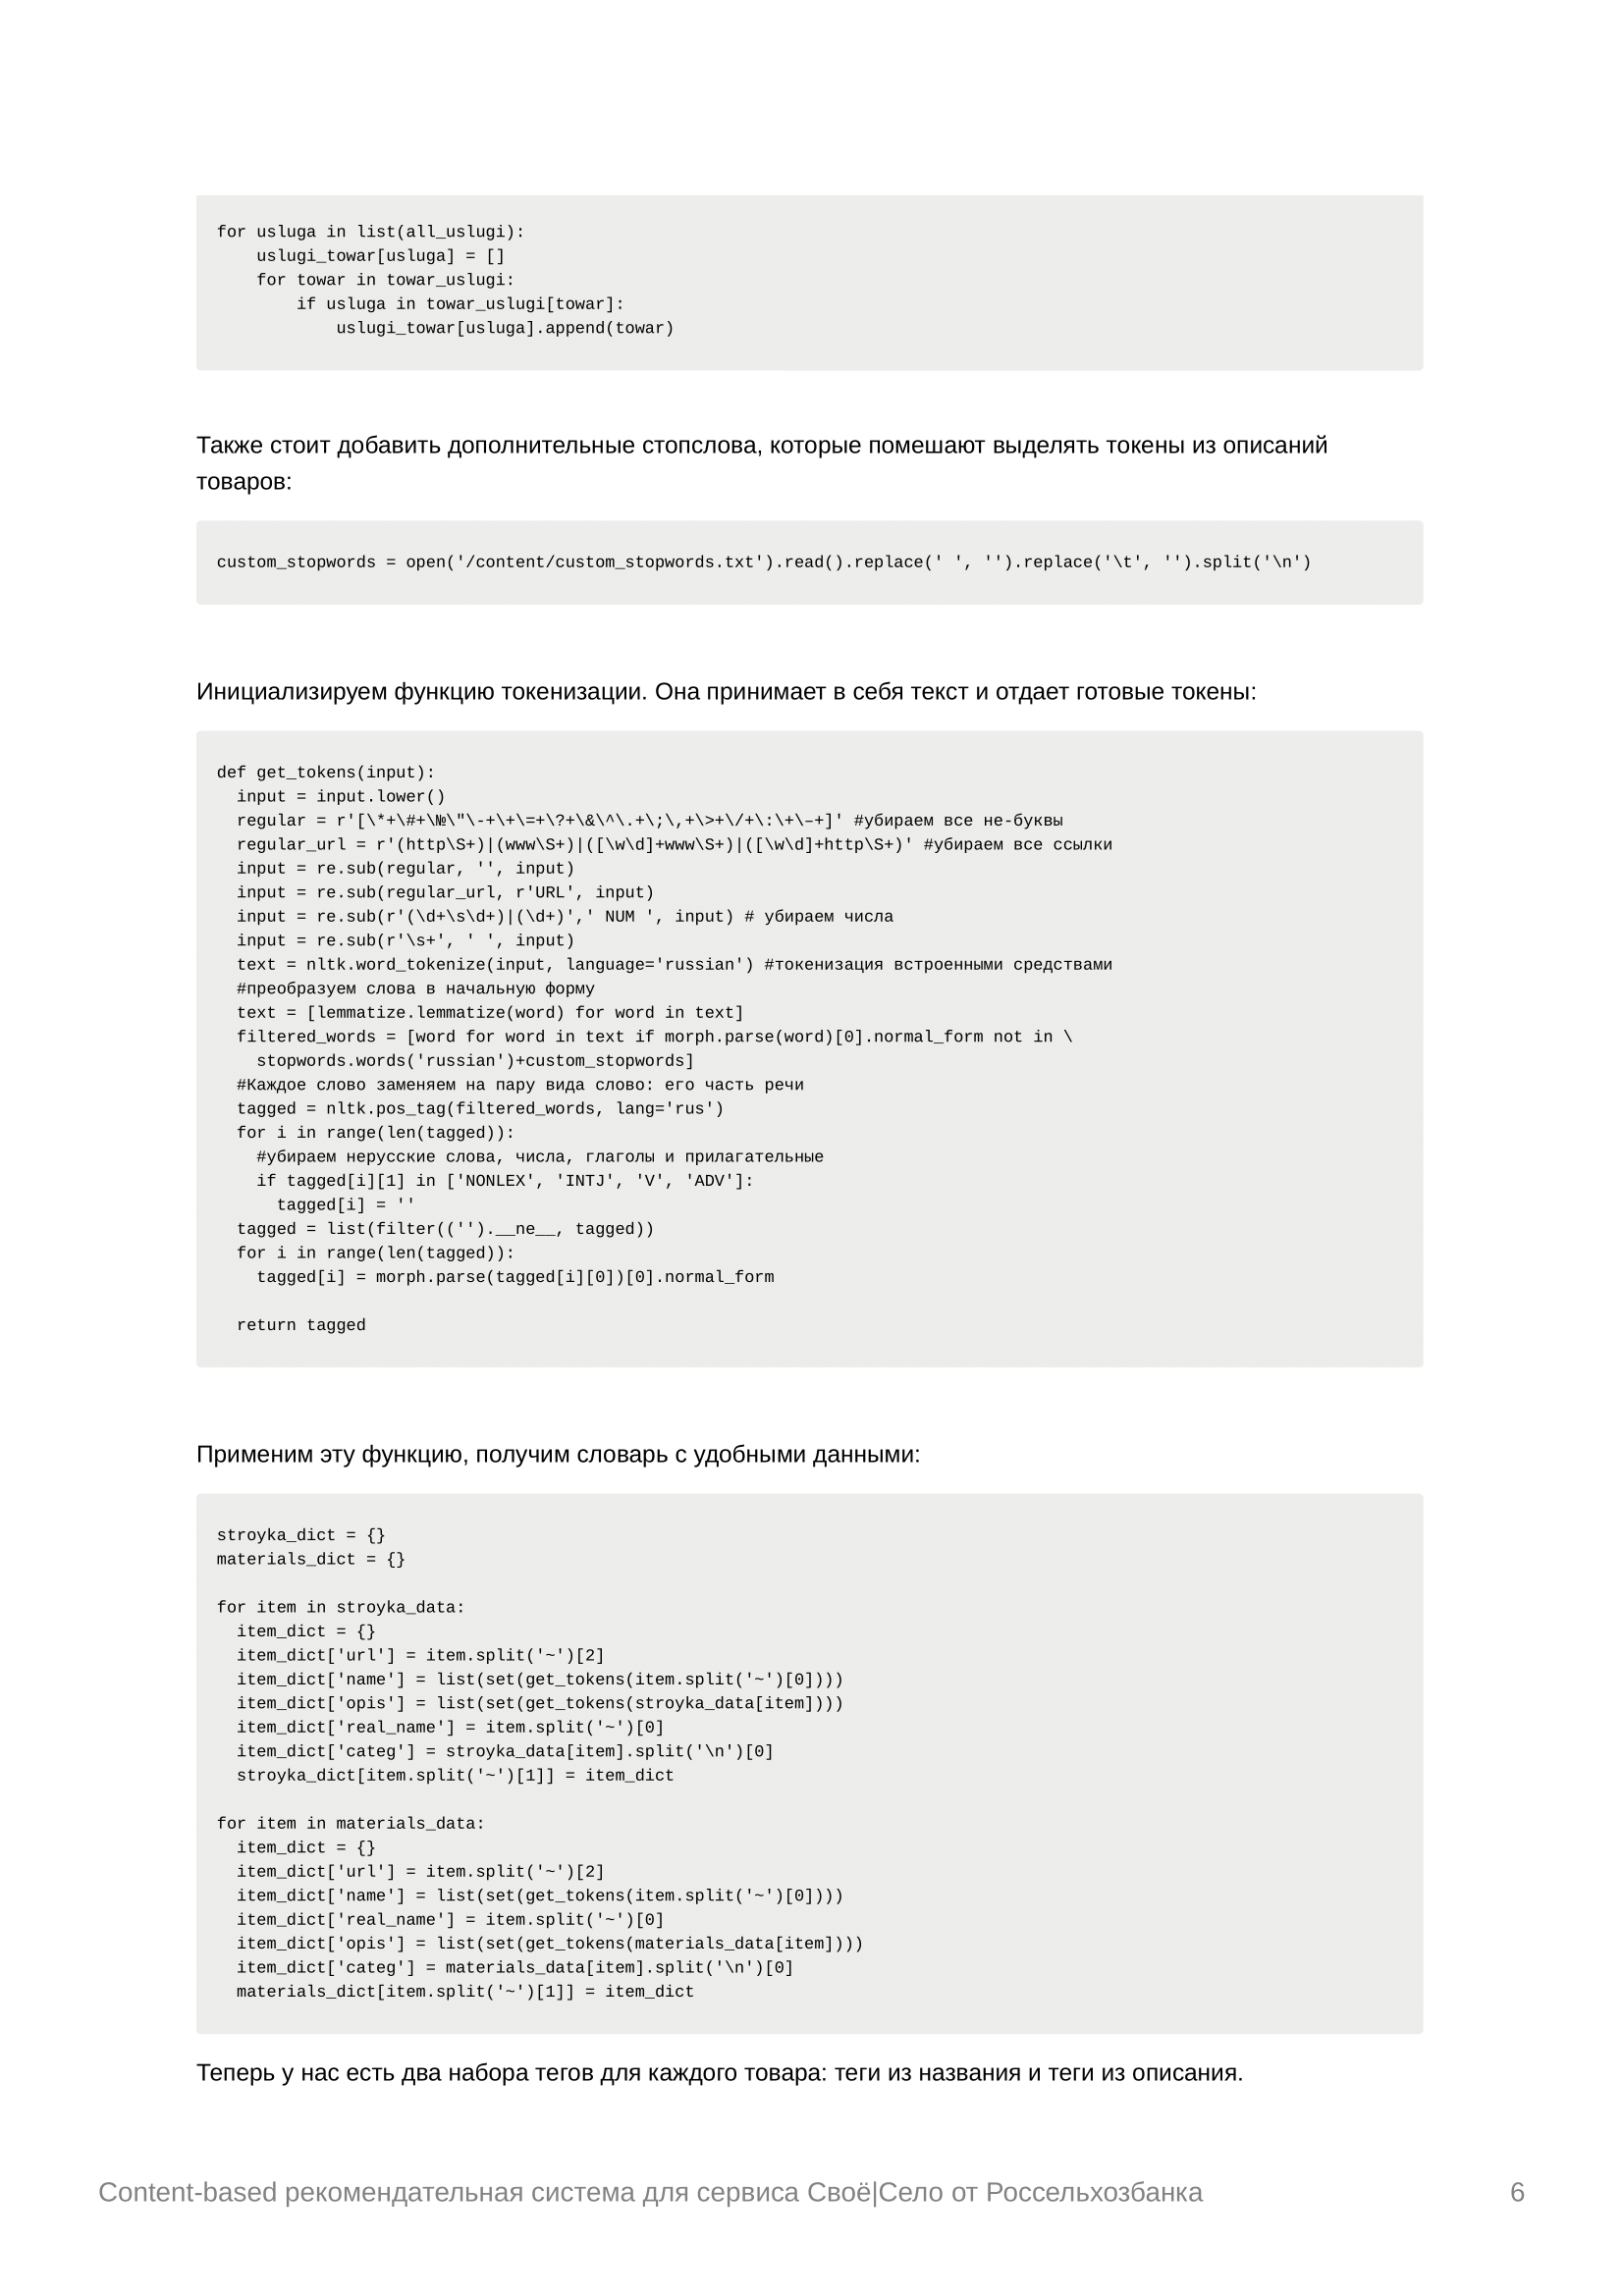 for usluga in list(all_uslugi):
    uslugi_towar[usluga] = []
    for towar in towar_uslugi:
        if usluga in towar_uslugi[towar]:
            uslugi_towar[usluga].append(towar)
Также стоит добавить дополнительные стопслова, которые помешают выделять токены из описаний
товаров:
custom_stopwords = open('/content/custom_stopwords.txt').read().replace(' ', '').replace('\t', '').split('\n')
Инициализируем функцию токенизации. Она принимает в себя текст и отдает готовые токены:
def get_tokens(input):
  input = input.lower()
  regular = r'[\*+\#+\№\"\-+\+\=+\?+\&\^\.+\;\,+\>+\/+\:\+\–+]' #убираем все не-буквы
  regular_url = r'(http\S+)|(www\S+)|([\w\d]+www\S+)|([\w\d]+http\S+)' #убираем все ссылки
  input = re.sub(regular, '', input)
  input = re.sub(regular_url, r'URL', input)
  input = re.sub(r'(\d+\s\d+)|(\d+)',' NUM ', input) # убираем числа
  input = re.sub(r'\s+', ' ', input)
  text = nltk.word_tokenize(input, language='russian') #токенизация встроенными средствами
  #преобразуем слова в начальную форму
  text = [lemmatize.lemmatize(word) for word in text]
  filtered_words = [word for word in text if morph.parse(word)[0].normal_form not in \
    stopwords.words('russian')+custom_stopwords]
  #Каждое слово заменяем на пару вида слово: его часть речи
  tagged = nltk.pos_tag(filtered_words, lang='rus')
  for i in range(len(tagged)):
    #убираем нерусские слова, числа, глаголы и прилагательные
    if tagged[i][1] in ['NONLEX', 'INTJ', 'V', 'ADV']:
      tagged[i] = ''
  tagged = list(filter(('').__ne__, tagged))
  for i in range(len(tagged)):
    tagged[i] = morph.parse(tagged[i][0])[0].normal_form
  return tagged
Применим эту функцию, получим словарь с удобными данными:
stroyka_dict = {}
materials_dict = {}
for item in stroyka_data:
  item_dict = {}
  item_dict['url'] = item.split('~')[2]
  item_dict['name'] = list(set(get_tokens(item.split('~')[0])))
  item_dict['opis'] = list(set(get_tokens(stroyka_data[item])))
  item_dict['real_name'] = item.split('~')[0]
  item_dict['categ'] = stroyka_data[item].split('\n')[0]
  stroyka_dict[item.split('~')[1]] = item_dict
for item in materials_data:
  item_dict = {}
  item_dict['url'] = item.split('~')[2]
  item_dict['name'] = list(set(get_tokens(item.split('~')[0])))
  item_dict['real_name'] = item.split('~')[0]
  item_dict['opis'] = list(set(get_tokens(materials_data[item])))
  item_dict['categ'] = materials_data[item].split('\n')[0]
  materials_dict[item.split('~')[1]] = item_dict
Теперь у нас есть два набора тегов для каждого товара: теги из названия и теги из описания.
Content-based рекомендательная система для сервиса Своё|Село от Россельхозбанка 6